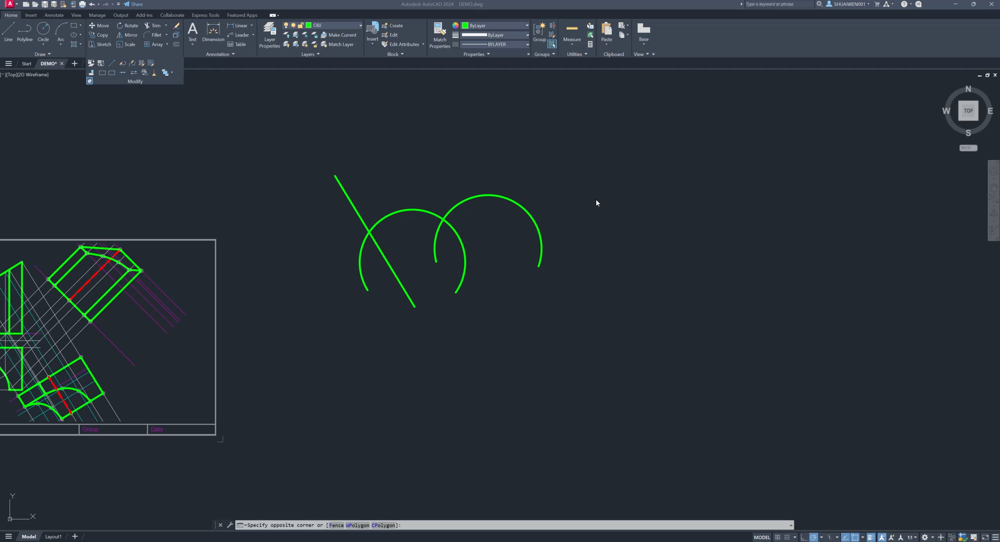 A Share Autodesk AutoCAD 2024 DEMO.dwg Type a keyword or phrase SHUAIWEN001
Home Insert Annotate View Manage Output Add-ins Collaborate Express Tools Featured Apps
Line Polyline Circle Arc
Draw
Move Rotate Trim
Copy Mirror Fillet
Stretch Scale Array
Modify
Text Dimension
Linear
Leader
Table
Annotation
Layer Properties
OBJ
Make Current
Match Layer
Layers
Insert
Create
Edit
Edit Attributes
Block
Match Properties
ByLayer
ByLayer
BYLAYER
Properties
Group
Groups
Measure
Utilities
Paste
Clipboard
Base
View
Start DEMO*
[−][Top][2D Wireframe]
N
W TOP E
S
WCS
Group Date :
Y
X
Specify opposite corner or [Fence WPolygon CPolygon]:
Model Layout1 MODEL 1:1